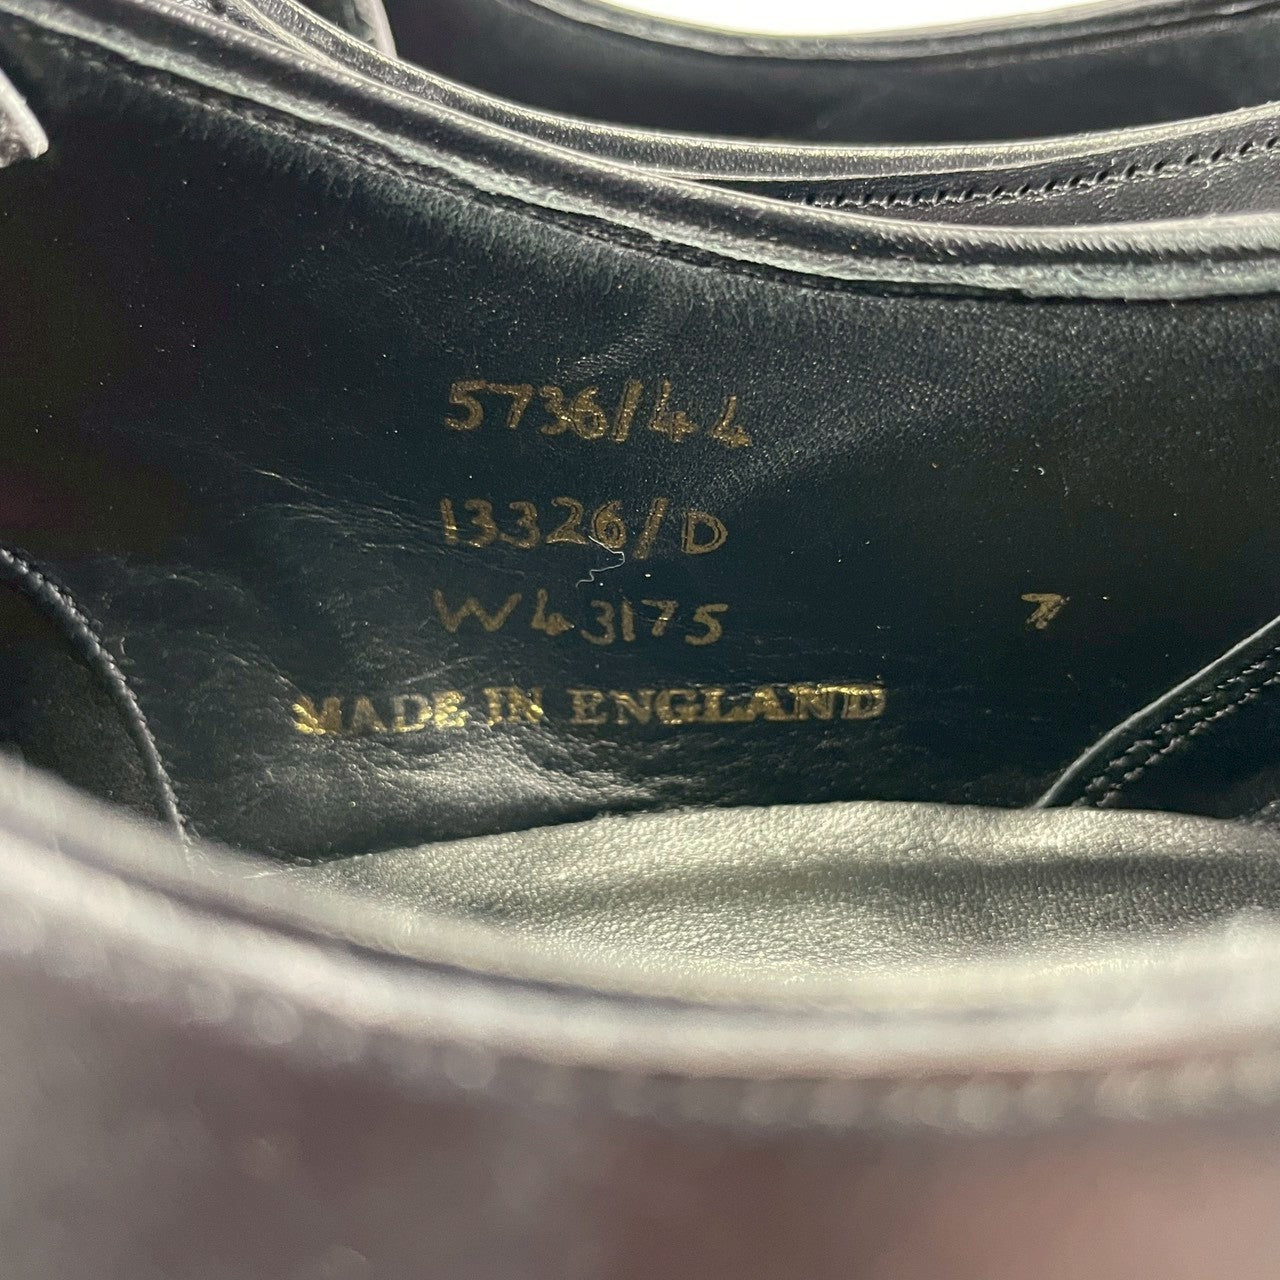 5736/44
13326/D
W43175 7
MADE IN ENGLAND